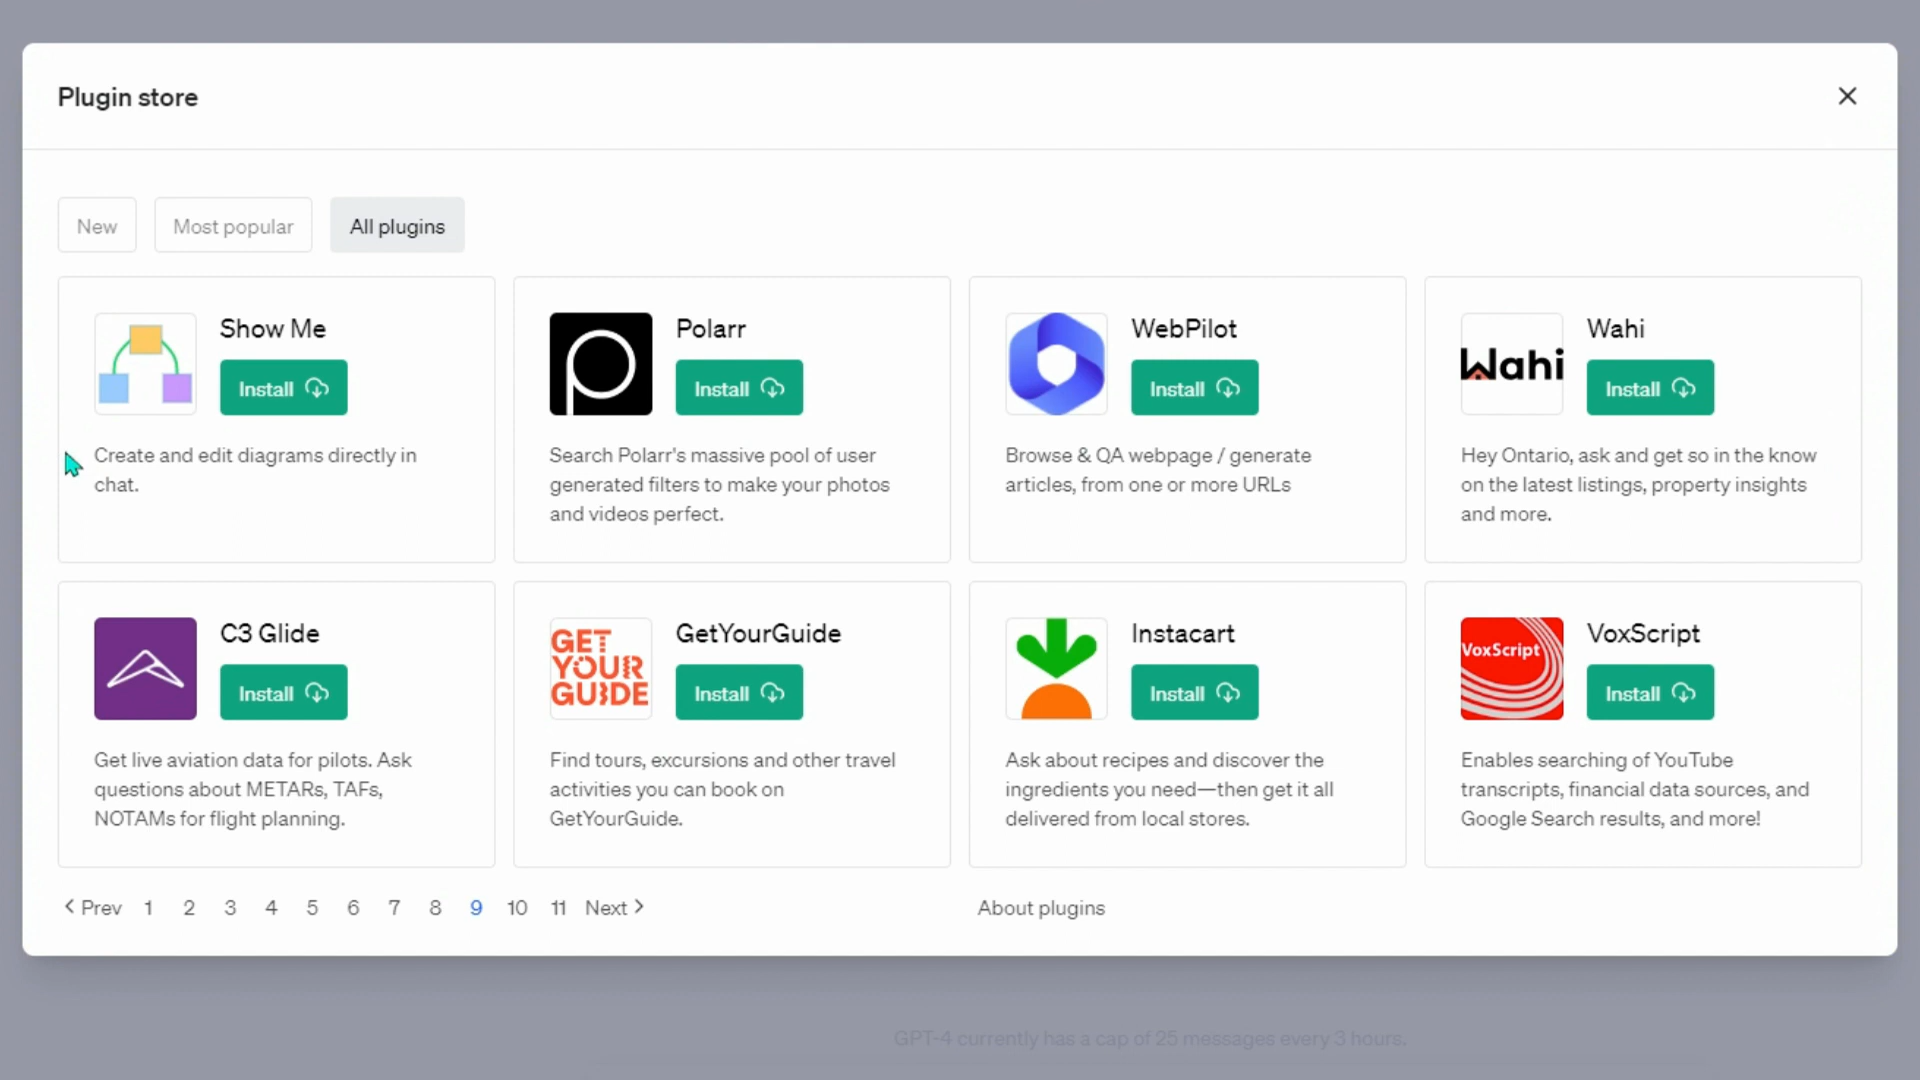 Plugin store
New
Most popular
All plugins
Show Me
Install
Create and edit diagrams directly in
chat.
Polarr
Install
Search Polarr's massive pool of user
generated filters to make your photos
and videos perfect.
WebPilot
Install
Browse & QA webpage / generate
articles, from one or more URLs
Wahi
Wahi
Install
Hey Ontario, ask and get so in the know
on the latest listings, property insights
and more.
C3 Glide
Install
Get live aviation data for pilots. Ask
questions about METARs, TAFs,
NOTAMs for flight planning.
GET
YOUR
GUIDE
GetYourGuide
Install
Find tours, excursions and other travel
activities you can book on
GetYourGuide.
Instacart
Install
Ask about recipes and discover the
ingredients you need—then get it all
delivered from local stores.
VoxScript
VoxScript
Install
Enables searching of YouTube
transcripts, financial data sources, and
Google Search results, and more!
Prev 1 2 3 4 5 6 7 8 9 10 11 Next
About plugins
GPT-4 currently has a cap of 25 messages every 3 hours.